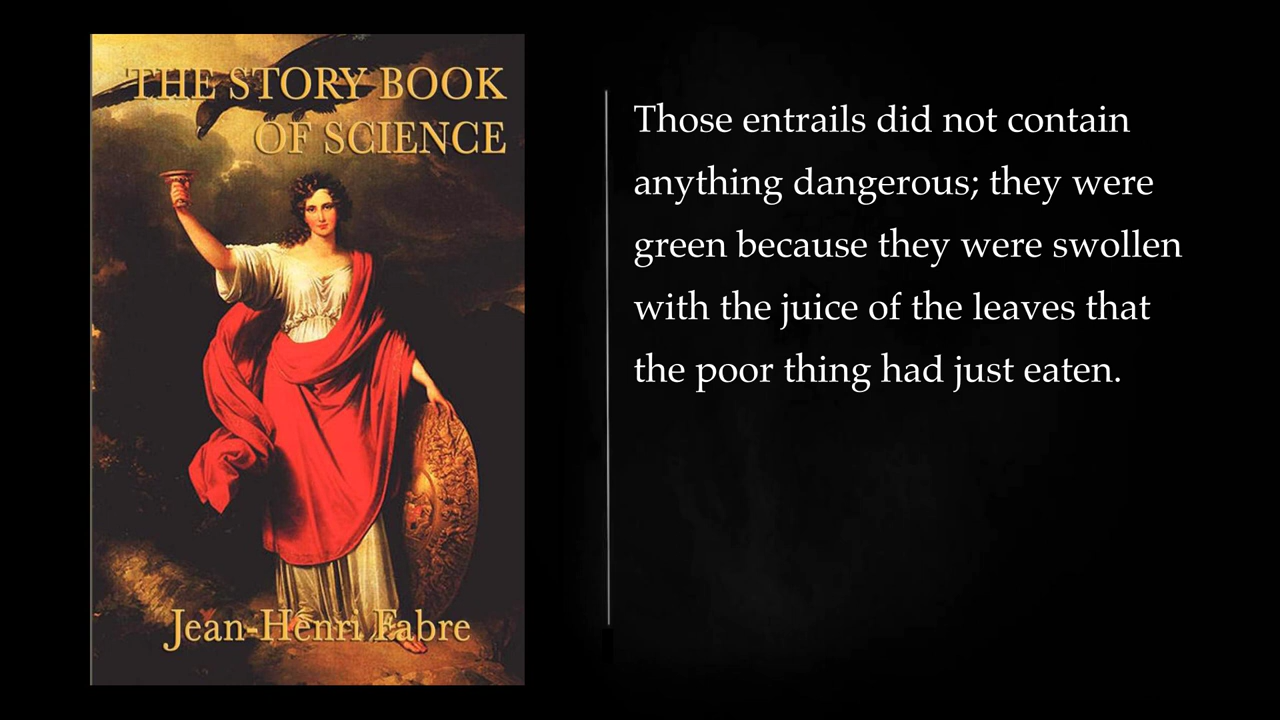 THE STORY BOOK
OF SCIENCE
Jean-Henri Fabre
Those entrails did not contain
anything dangerous; they were
green because they were swollen
with the juice of the leaves that
the poor thing had just eaten.